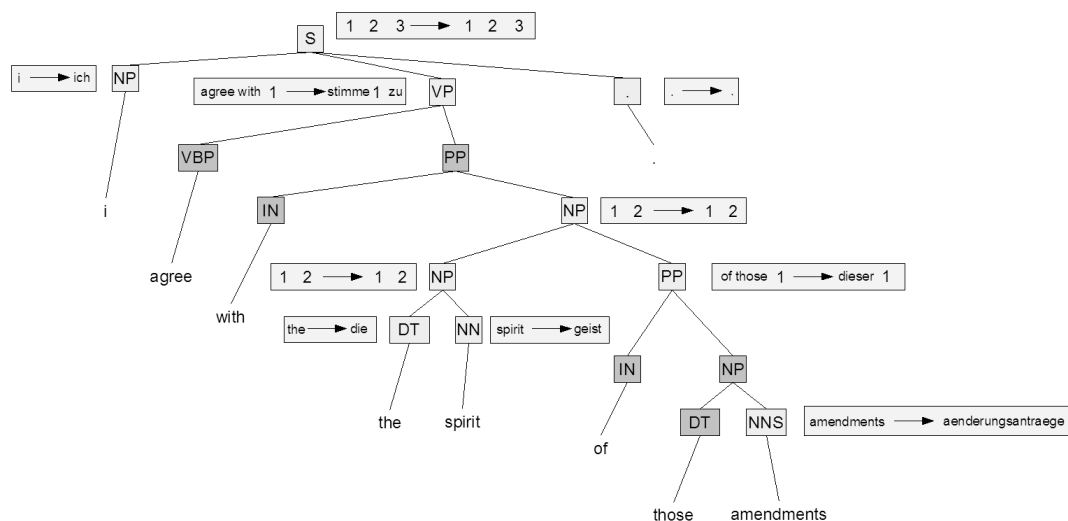 1 2 3 ⟶ 1 2 3
S
i ⟶ ich
NP
agree with 1 ⟶ stimme 1 zu
VP
.
. ⟶ .
VBP
PP
.
i
IN
NP
1 2 ⟶ 1 2
agree
1 2 ⟶ 1 2
NP
PP
of those 1 ⟶ dieser 1
with
the ⟶ die
DT
NN
spirit ⟶ geist
IN
NP
the
spirit
DT
NNS
amendments ⟶ aenderungsantraege
of
those
amendments